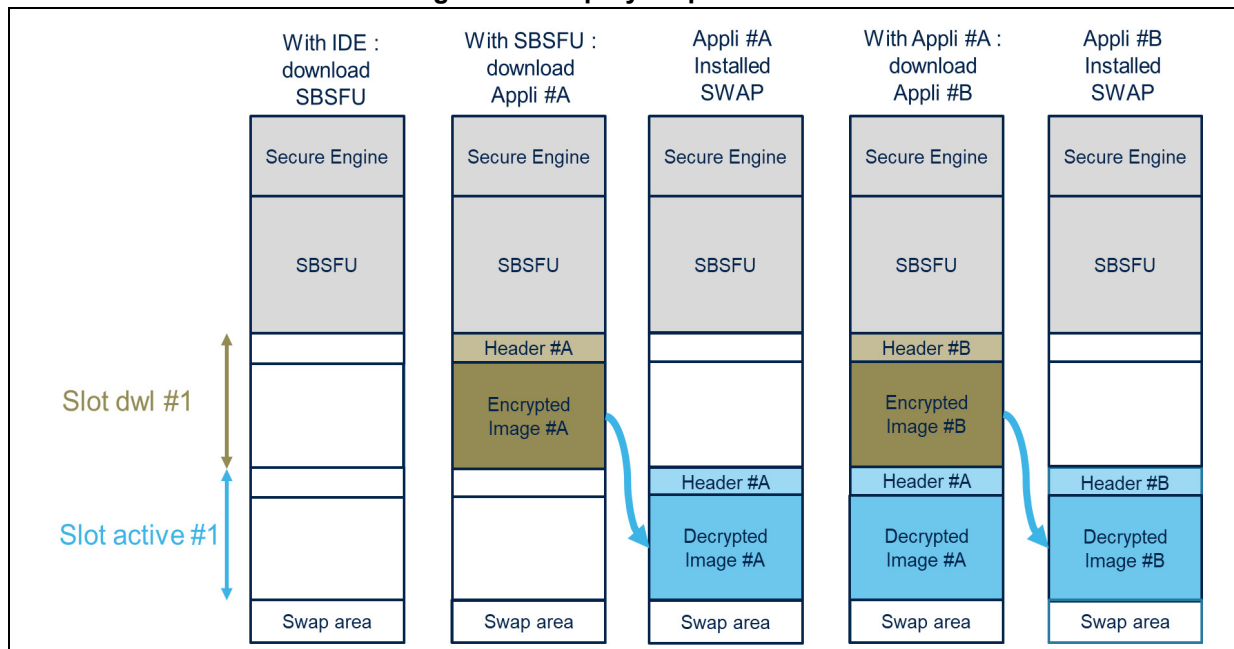 With IDE :
download
SBSFU
With SBSFU :
download
Appli #A
Appli #A
Installed
SWAP
With Appli #A :
download
Appli #B
Appli #B
Installed
SWAP
Secure Engine
Secure Engine
Secure Engine
Secure Engine
Secure Engine
SBSFU
SBSFU
SBSFU
SBSFU
SBSFU
Slot dwl #1
Header #A
Encrypted
Image #A
Header #B
Encrypted
Image #B
Slot active #1
Header #A
Decrypted
Image #A
Header #A
Decrypted
Image #A
Header #B
Decrypted
Image #B
Swap area
Swap area
Swap area
Swap area
Swap area